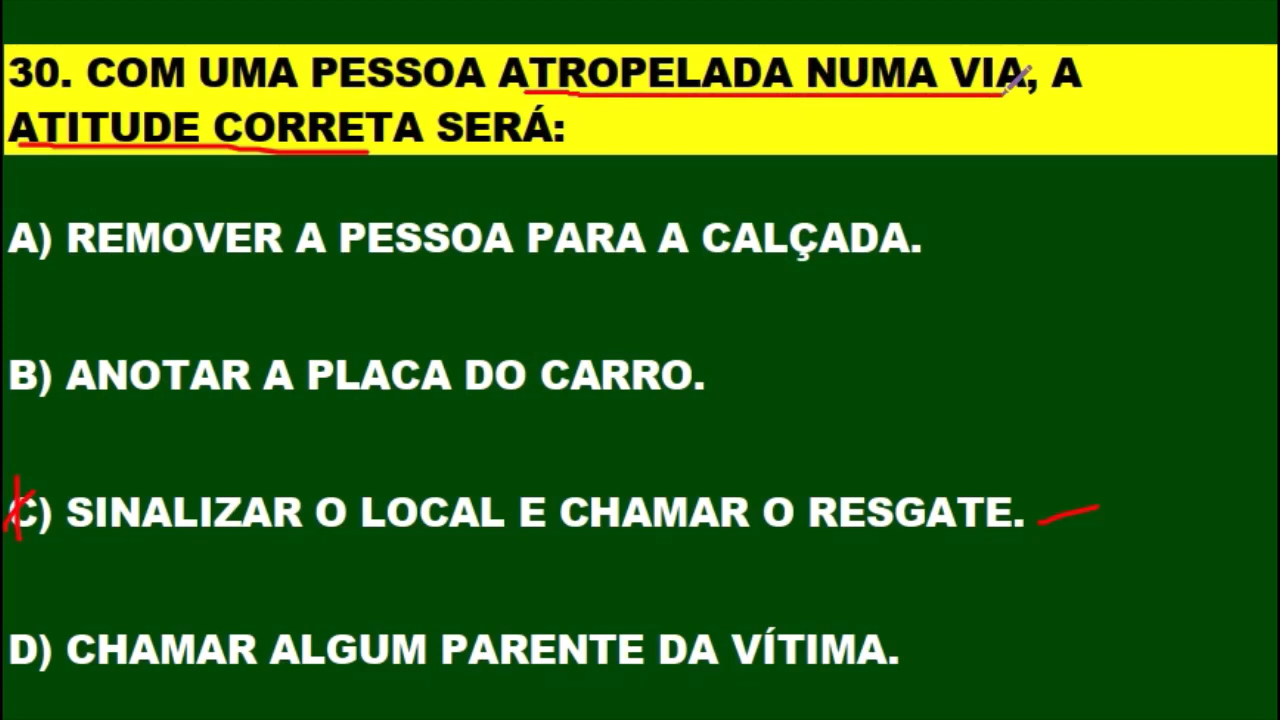 30. COM UMA PESSOA ATROPELADA NUMA VIA, A
ATITUDE CORRETA SERÁ:
A) REMOVER A PESSOA PARA A CALÇADA.
B) ANOTAR A PLACA DO CARRO.
C) SINALIZAR O LOCAL E CHAMAR O RESGATE.
D) CHAMAR ALGUM PARENTE DA VÍTIMA.